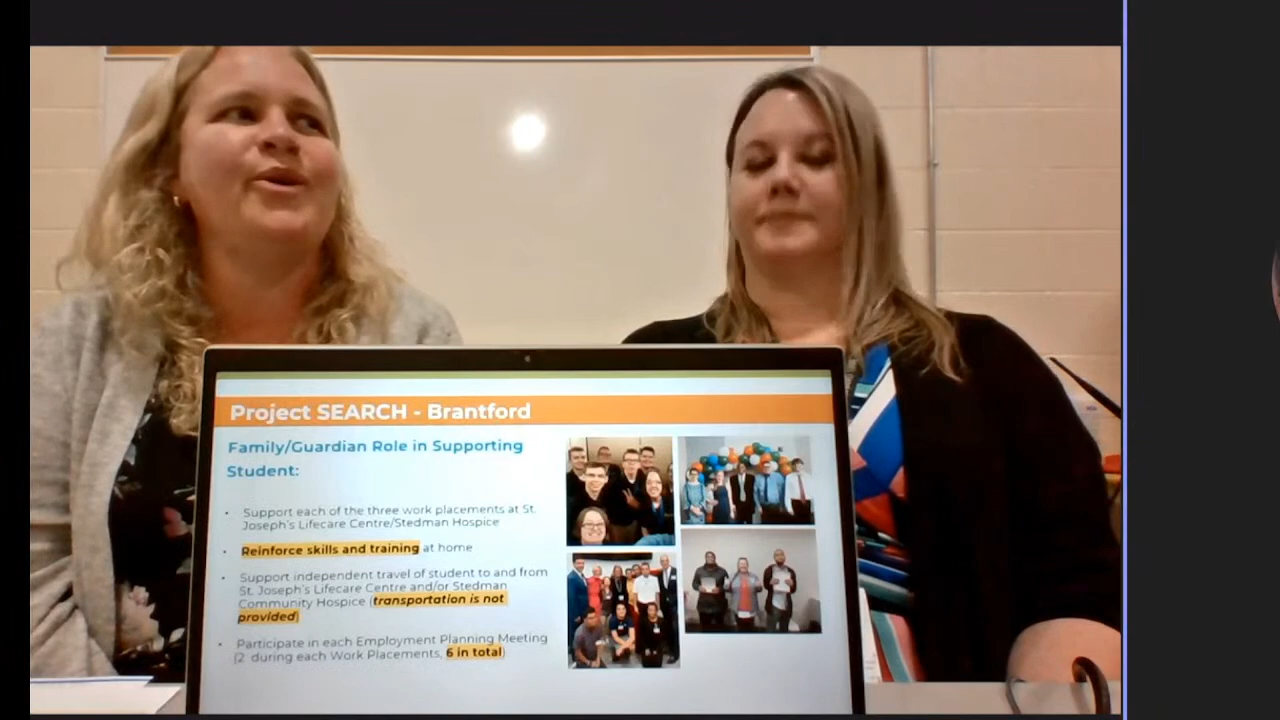 Project SEARCH - Brantford
Family/Guardian Role in Supporting
Student:
• Support each of the three work placements at St.
Joseph's Lifecare Centre/Stedman Hospice
• Reinforce skills and training at home
• Support independent travel of student to and from
St. Joseph's Lifecare Centre and/or Stedman
Community Hospice (transportation is not
provided)
• Participate in each Employment Planning Meeting
(2 during each Work Placements, 6 in total)